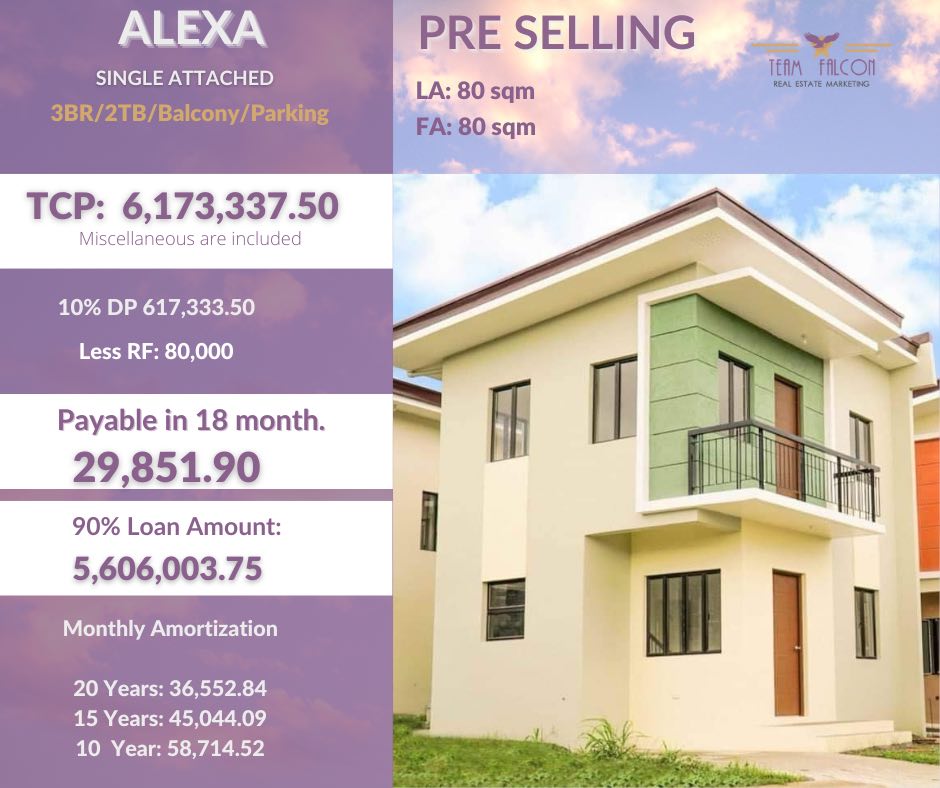 ALEXA
SINGLE ATTACHED
3BR/2TB/Balcony/Parking
PRE SELLING
LA: 80 sqm
FA: 80 sqm
TEAM FALCON
REAL ESTATE MARKETING
TCP: 6,173,337.50
Miscellaneous are included
10% DP 617,333.50
Less RF: 80,000
Payable in 18 month.
29,851.90
90% Loan Amount:
5,606,003.75
Monthly Amortization
20 Years: 36,552.84
15 Years: 45,044.09
10 Year: 58,714.52